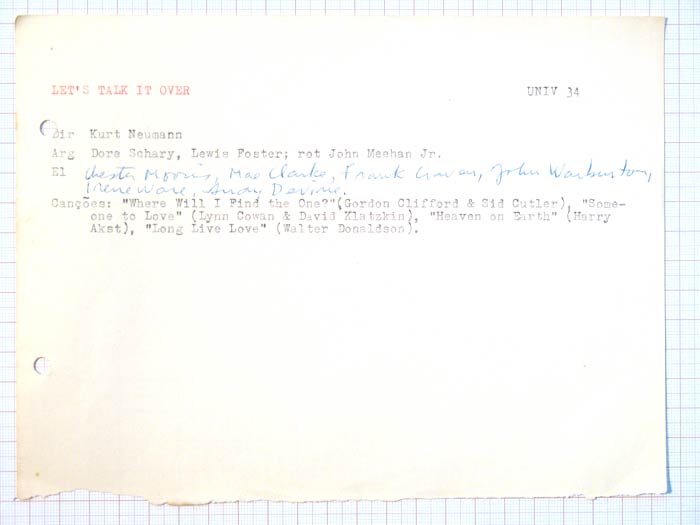 LET'S TALK IT OVER UNIV 34
Dir Kurt Neumann
Arg Dore Schary, Lewis Foster; rot John Meehan Jr.
El Chester Morris, Mae Clarke, Frank Craven, John Warburton,
Irene Ware, Andy Devine.
Canções: "Where Will I Find the One?"(Gordon Clifford & Sid Cutler), "Some-
one to Love" (Lynn Cowan & David Klatskin), "Heaven on Earth" (Harry
Akst), "Long Live Love" (Walter Donaldson).